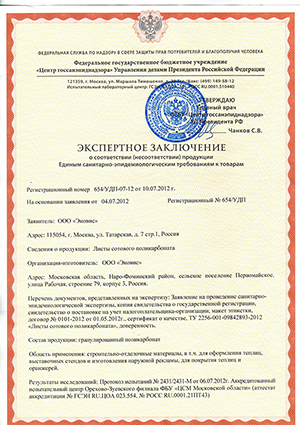 ФЕДЕРАЛЬНАЯ СЛУЖБА ПО НАДЗОРУ В СФЕРЕ ЗАЩИТЫ ПРАВ ПОТРЕБИТЕЛЕЙ И БЛАГОПОЛУЧИЯ ЧЕЛОВЕКА
Федеральное государственное бюджетное учреждение
«Центр госсанэпиднадзора» Управления делами Президента Российской Федерации
121359, г. Москва, ул. Маршала Тимошенко, факс: (499) 149-58-12
Испытательный лабораторный центр РОСС RU.0001.510440
УТВЕРЖДАЮ
Главный врач
«Центр госсанэпиднадзора»
Президента РФ
Чанков С.В.
ЭКСПЕРТНОЕ ЗАКЛЮЧЕНИЕ
о соответствии (несоответствии) продукции
Единым санитарно-эпидемиологическим требованиям к товарам
Регистрационный номер 654/УДП-07-12 от 10.07.2012 г.
На основании заявления от 04.07.2012 Регистрационный № 654/УДП
Заявитель: ООО «Эковис»
Адрес: 115054, г. Москва, ул. Татарская, д. 7 стр.1, Россия
Сведения о продукции: Листы сотового поликарбоната
Организация-изготовитель: ООО «Эковис»
Адрес: Московская область, Наро-Фоминский район, сельское поселение Первомайское,
улица Рабочая, строение 79, корпус 3, Россия.
Перечень документов, представленных на экспертизу: Заявление на проведение санитарно-
эпидемиологической экспертизы, копия свидетельства о государственной регистрации,
свидетельство о постановке на учет налогоплательщика-организации, макет этикетки,
договор № 0101-2012 от 01.05.2012г., сертификат о качестве, ТУ 2256-001-09842893-2012
«Листы сотового поликарбоната», доверенность.
Состав продукции: гранулированный поликарбонат
Область применения: строительно-отделочные материалы, в т.ч. для оформления теплиц,
выставочных стендов и изготовления наружной рекламы, для покрытия теплиц и
оранжерей.
Результаты исследований: Протокол испытаний № 2431/2431-М от 06.07.2012г. Аккредитованный
испытательный центр Орехово-Зуевского филиала ФБУ «ЦСМ Московской области» (аттестат
аккредитации № ГСЭН RU.ЦОА 023.554, № РОСС RU.0001.21ПТ43)